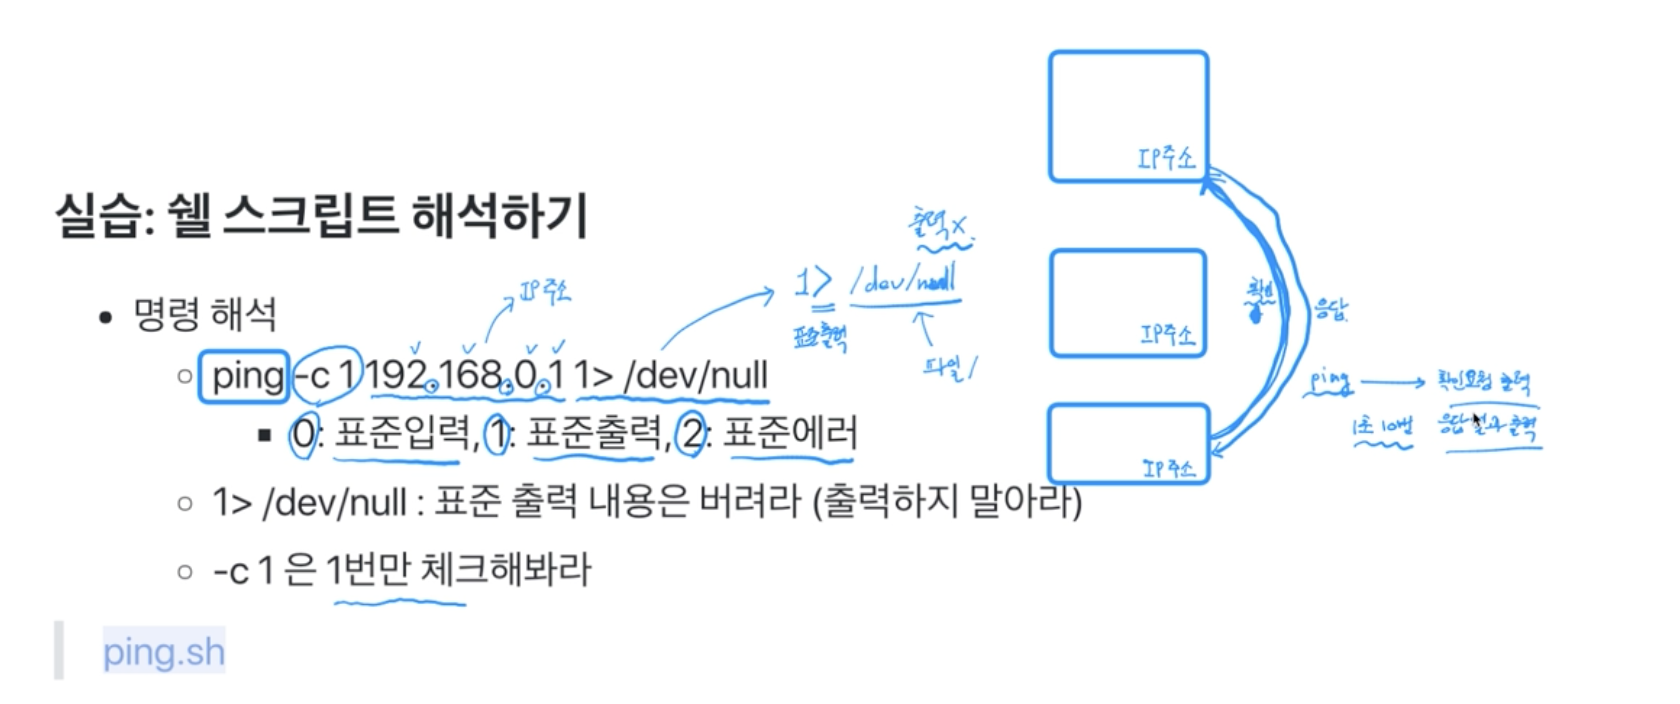 실습: 쉘 스크립트 해석하기
명령 해석
ping -c 1 192.168.0.1 1> /dev/null
0: 표준입력, 1: 표준출력, 2: 표준에러
1> /dev/null : 표준 출력 내용은 버려라 (출력하지 말아라)
-c 1 은 1번만 체크해봐라
ping.sh
IP주소
출력X.
1> /dev/null
표준출력
파일/
IP주소
IP주소
IP주소
확인
응답.
ping 확인요청 출력
1초 10번 응답결과 출력